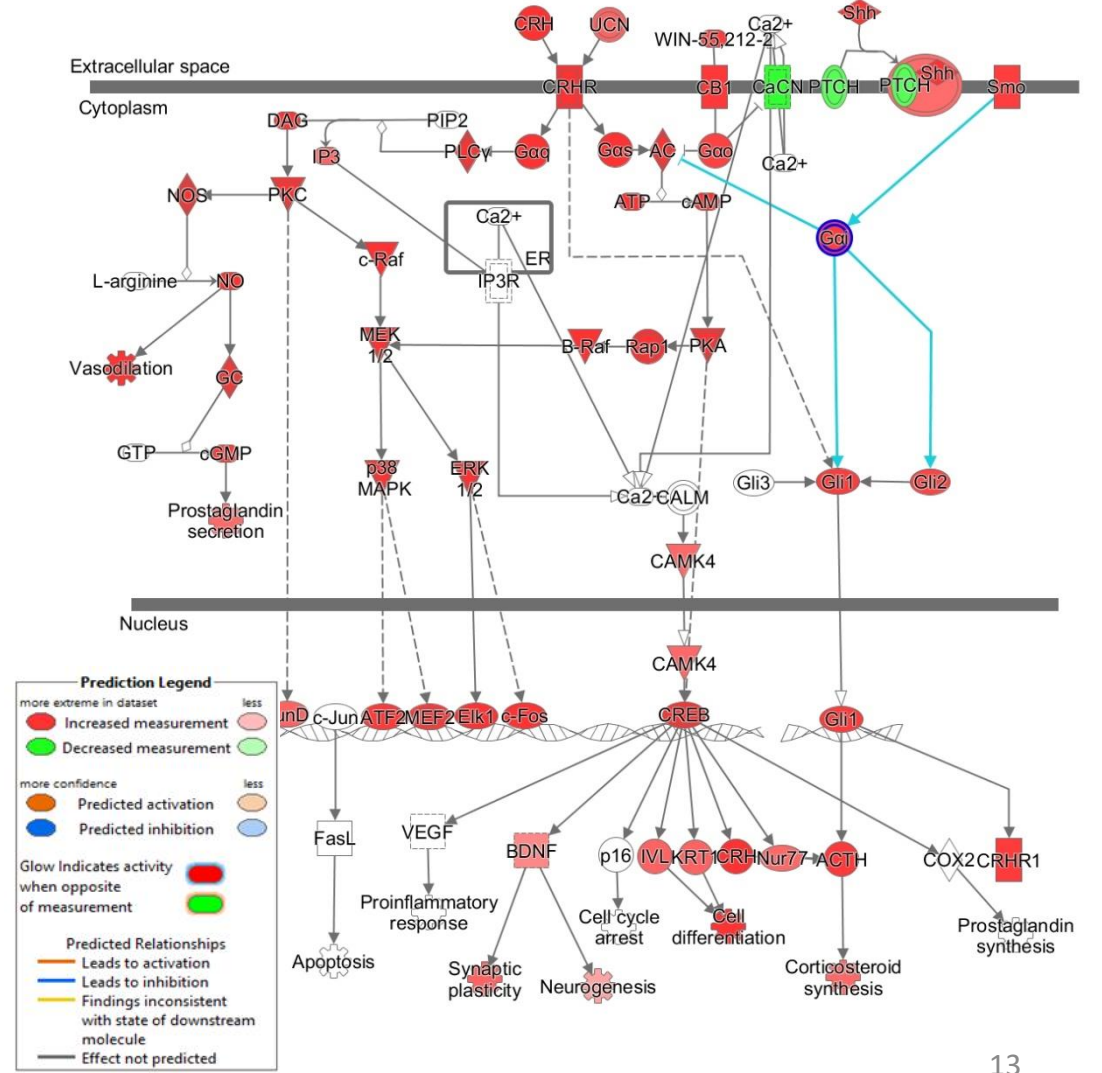 CRH
UCN
WIN-55,212-2
Ca2+
Shh
Extracellular space
CRHR
CB1
CaCN
PTCH
PTCH
Shh
Smo
Cytoplasm
DAG
PIP2
IP3
PLCγ
Gαq
Gαs
AC
Gαo
Ca2+
NOS
PKC
ATP
cAMP
Ca2+
ER
Gαi
c-Raf
L-arginine
NO
IP3R
MEK
1/2
B-Raf
Rap1
PKA
Vasodilation
GC
GTP
cGMP
p38
MAPK
ERK
1/2
Gli3
Gli1
Gli2
Ca2+
CALM
Prostaglandin
secretion
CAMK4
Nucleus
CAMK4
unD
c-Jun
ATF2
MEF2
Elk1
c-Fos
CREB
Gli1
FasL
VEGF
BDNF
p16
IVL
KRT1
CRH
Nur77
ACTH
COX2
CRHR1
Proinflammatory
response
Cell cycle
arrest
Cell
differentiation
Prostaglandin
synthesis
Apoptosis
Synaptic
plasticity
Neurogenesis
Corticosteroid
synthesis
Prediction Legend
more extreme in dataset less
Increased measurement
Decreased measurement
more confidence less
Predicted activation
Predicted inhibition
Glow Indicates activity
when opposite
of measurement
Predicted Relationships
Leads to activation
Leads to inhibition
Findings inconsistent
with state of downstream
molecule
Effect not predicted
13